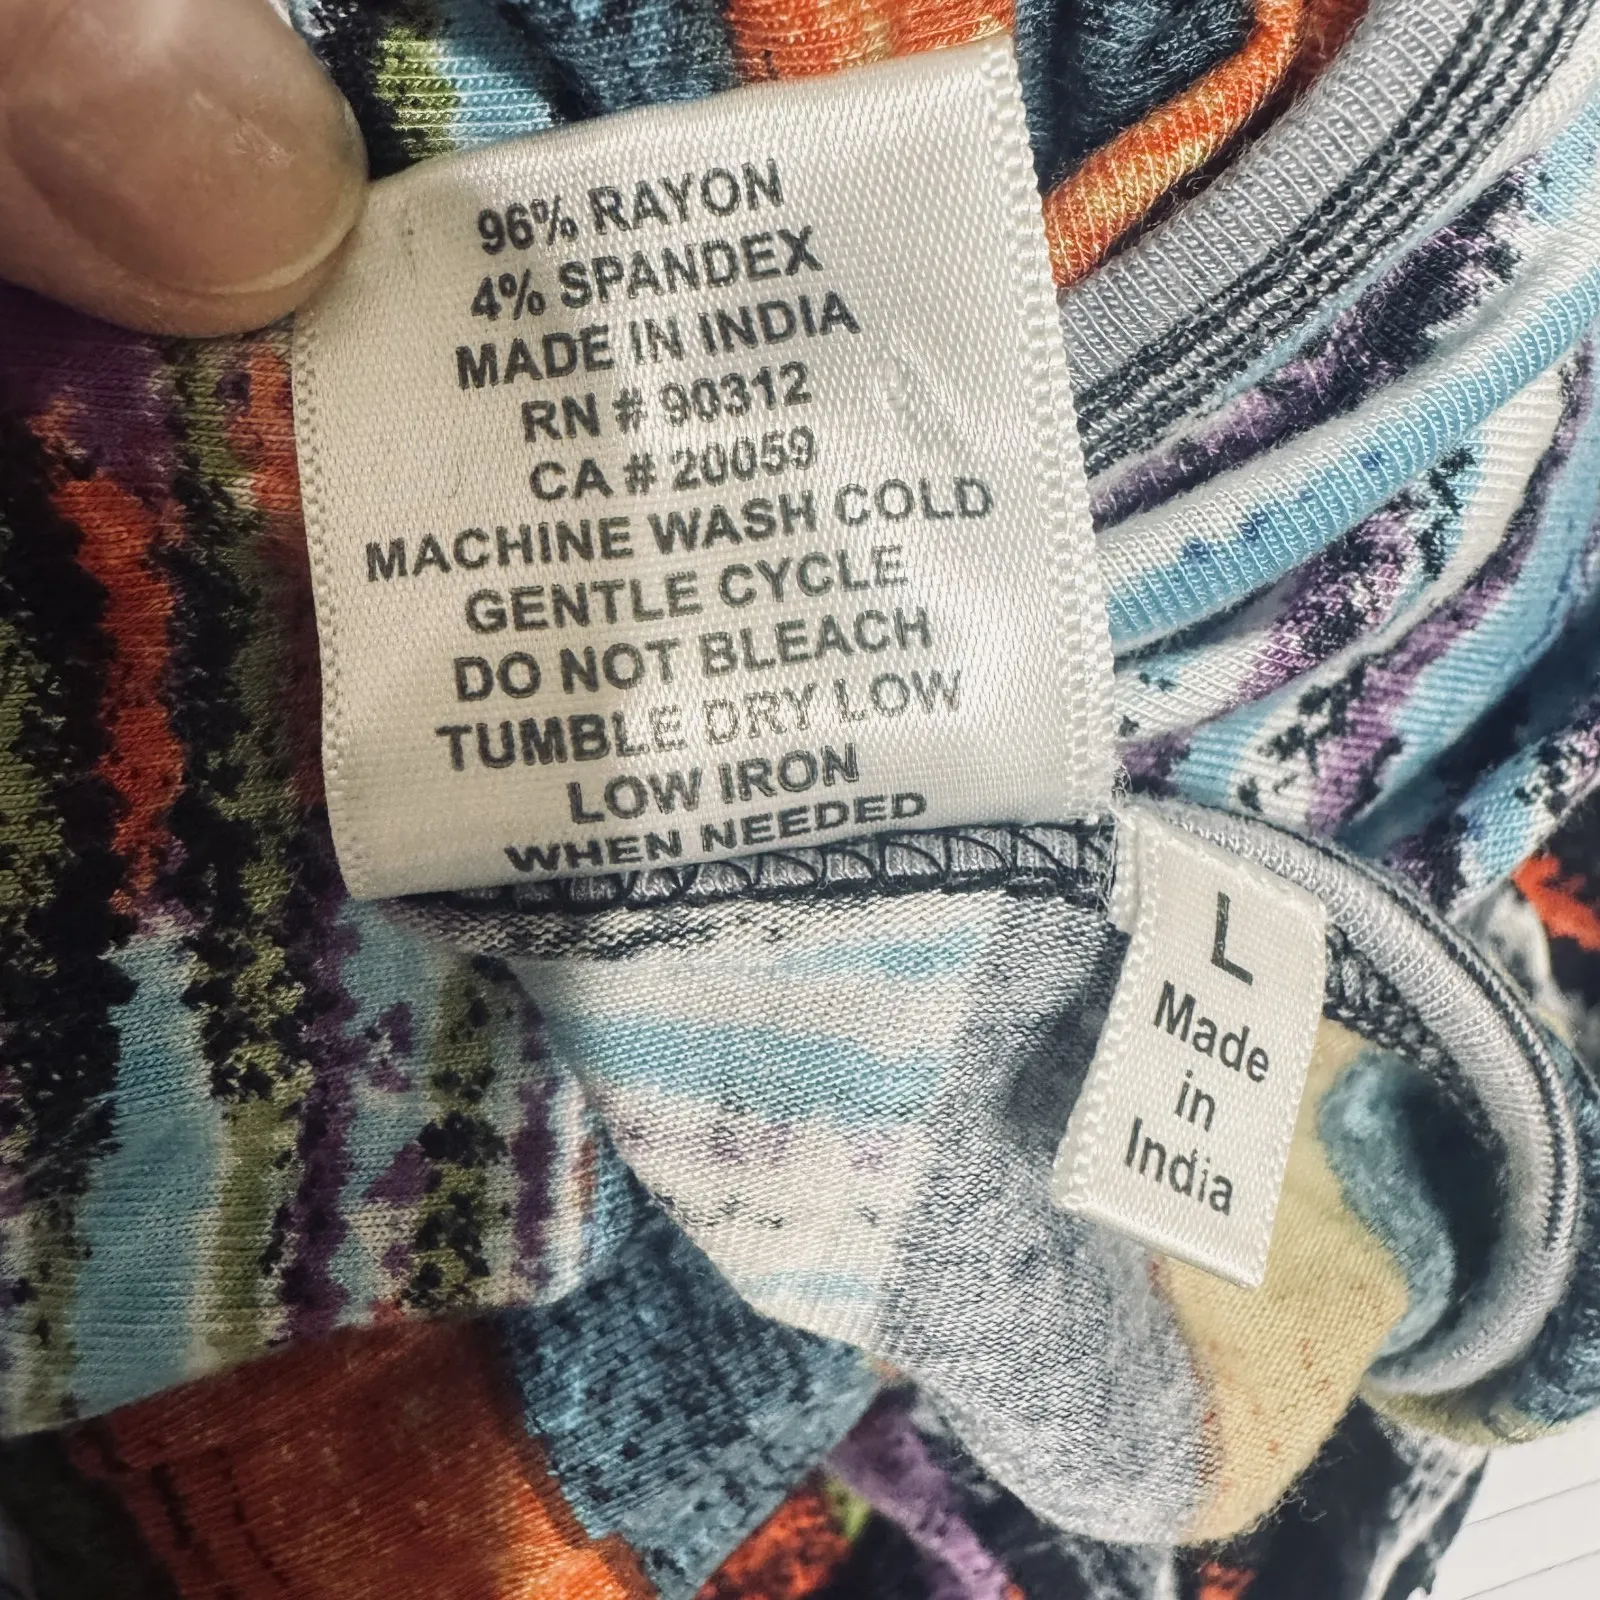 96% RAYON
4% SPANDEX
MADE IN INDIA
RN # 90312
CA # 20059
MACHINE WASH COLD
GENTLE CYCLE
DO NOT BLEACH
TUMBLE DRY LOW
LOW IRON
WHEN NEEDED
L
Made
in
India